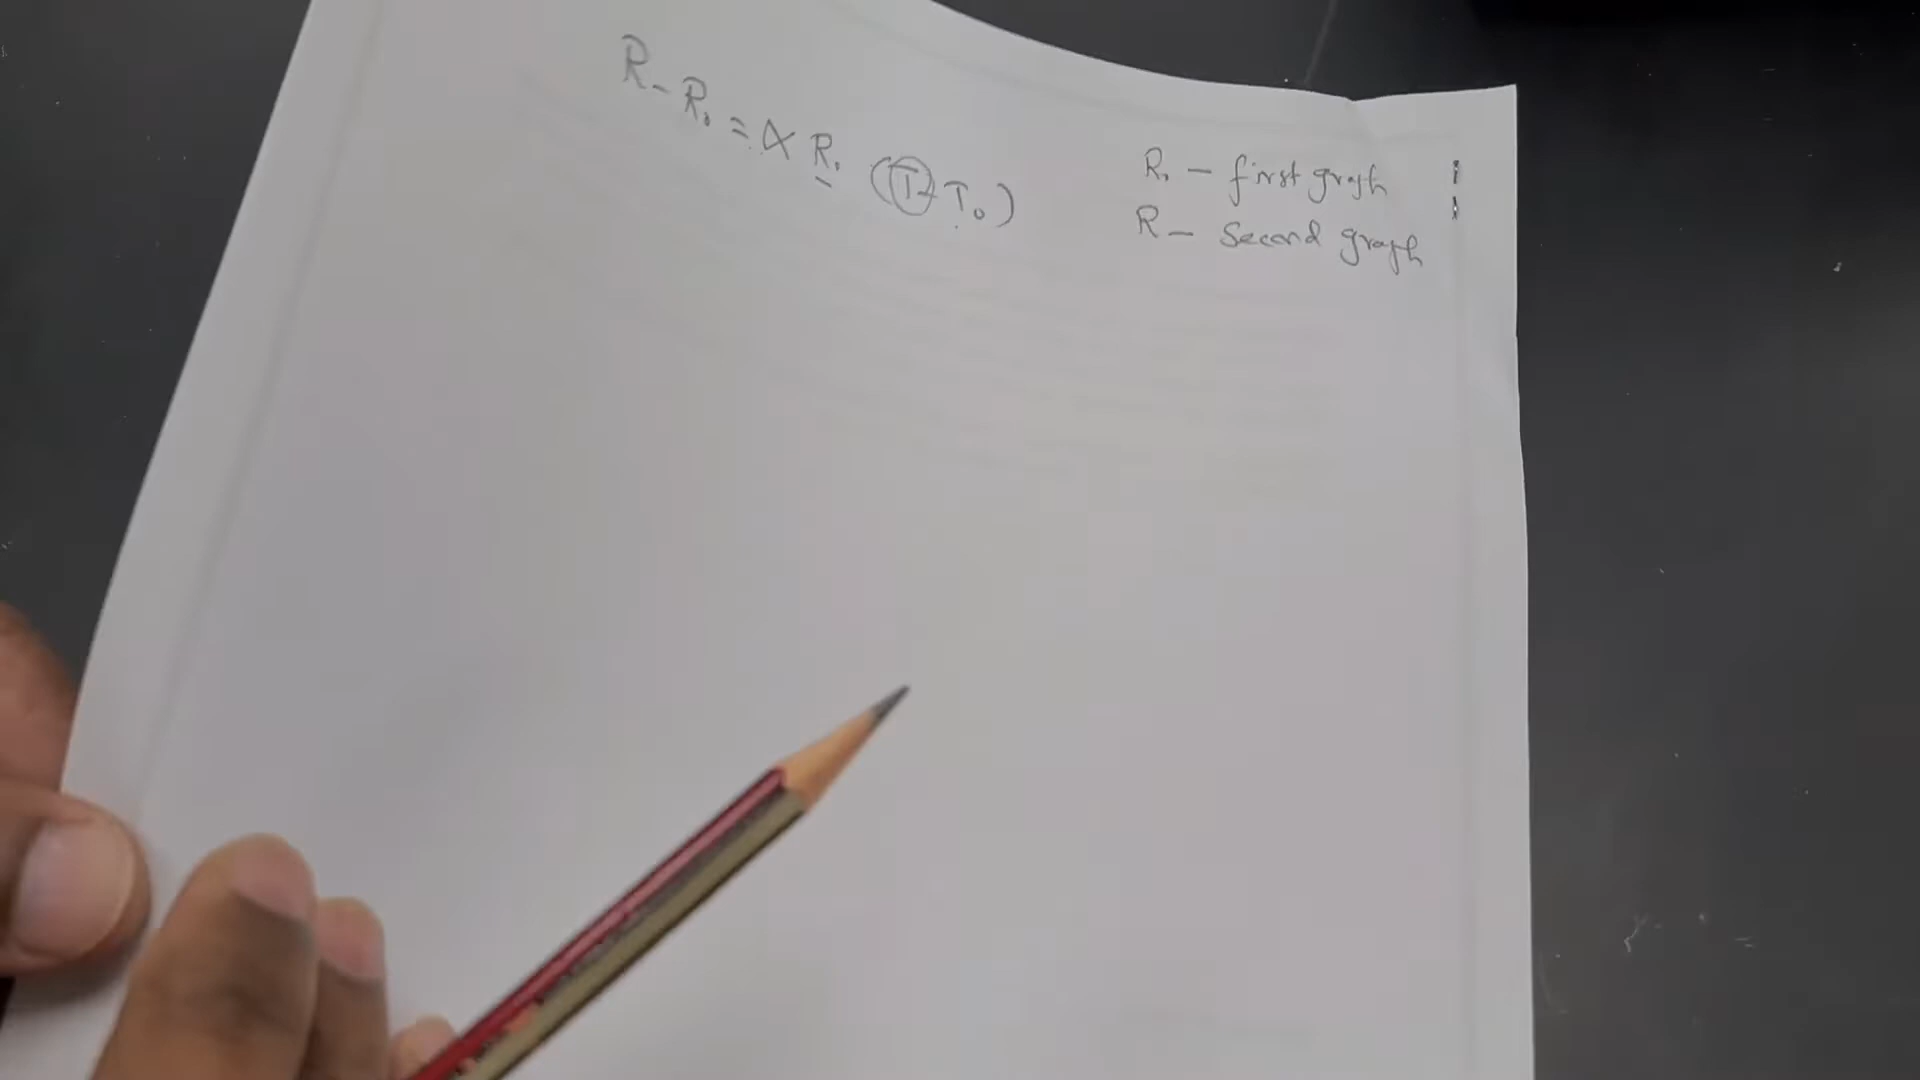 R - R₀ = α R₀ (T - T₀)
R₀ - first graph
R - Second graph